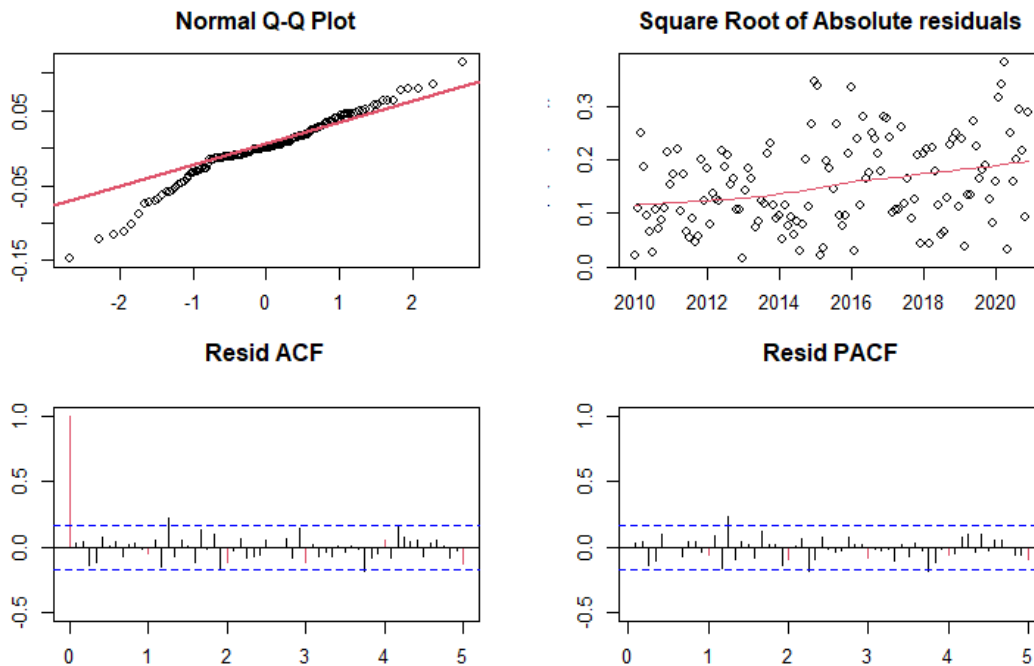 Normal Q-Q Plot
0.05
-0.05
-0.15
-2 -1 0 1 2
Square Root of Absolute residuals
0.3
0.2
0.1
0.0
2010 2012 2014 2016 2018 2020
Resid ACF
1.0
0.5
0.0
-0.5
0 1 2 3 4 5
Resid PACF
1.0
0.5
0.0
-0.5
0 1 2 3 4 5